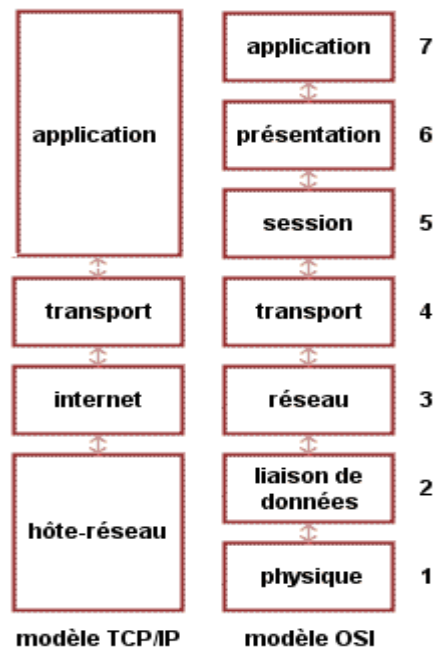 application
transport
internet
hôte-réseau
modèle TCP/IP
application 7
présentation 6
session 5
transport 4
réseau 3
liaison de
données 2
physique 1
modèle OSI